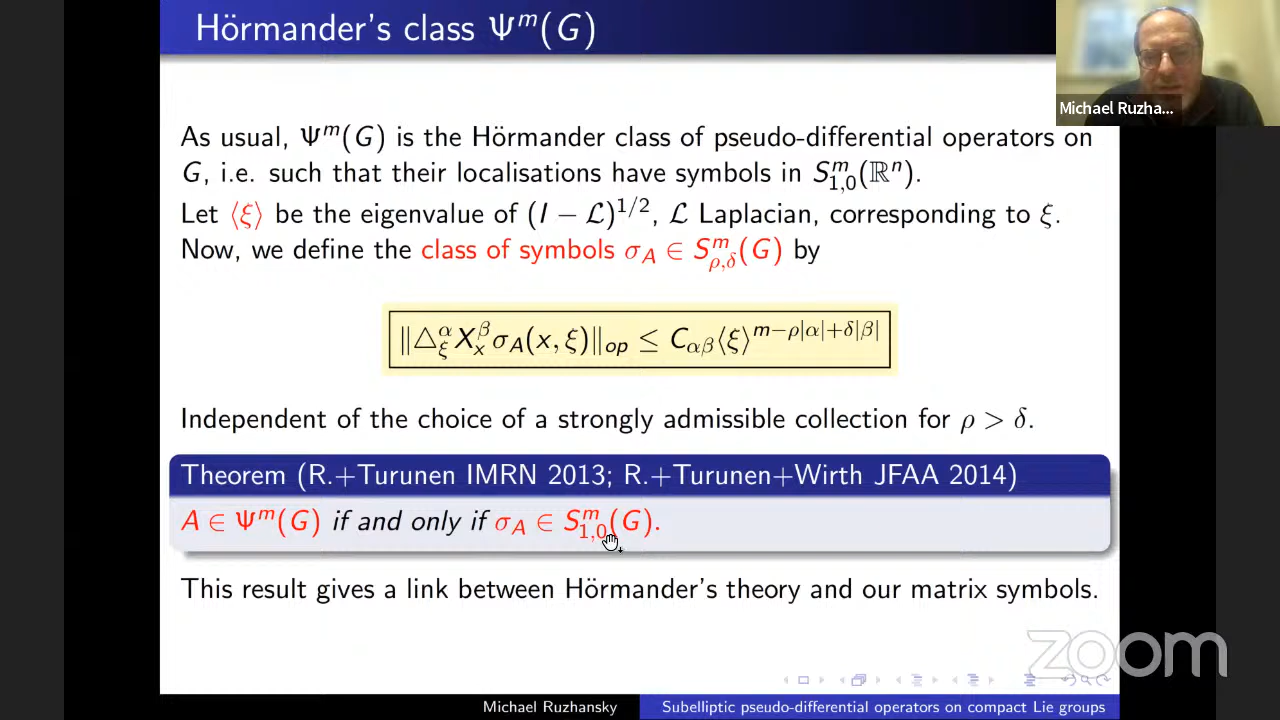 Hörmander's class Ψ^m(G)
Michael Ruzha...
As usual, Ψ^m(G) is the Hörmander class of pseudo-differential operators on
G, i.e. such that their localisations have symbols in S^m_{1,0}(ℝ^n).
Let ⟨ξ⟩ be the eigenvalue of (I − ℒ)^{1/2}, ℒ Laplacian, corresponding to ξ.
Now, we define the class of symbols σ_A ∈ S^m_{ρ,δ}(G) by
‖△^α_ξ X^β_x σ_A(x, ξ)‖_{op} ≤ C_{αβ}⟨ξ⟩^{m−ρ|α|+δ|β|}
Independent of the choice of a strongly admissible collection for ρ > δ.
Theorem (R.+Turunen IMRN 2013; R.+Turunen+Wirth JFAA 2014)
A ∈ Ψ^m(G) if and only if σ_A ∈ S^m_{1,0}(G).
This result gives a link between Hörmander's theory and our matrix symbols.
zoom
Michael Ruzhansky
Subelliptic pseudo-differential operators on compact Lie groups